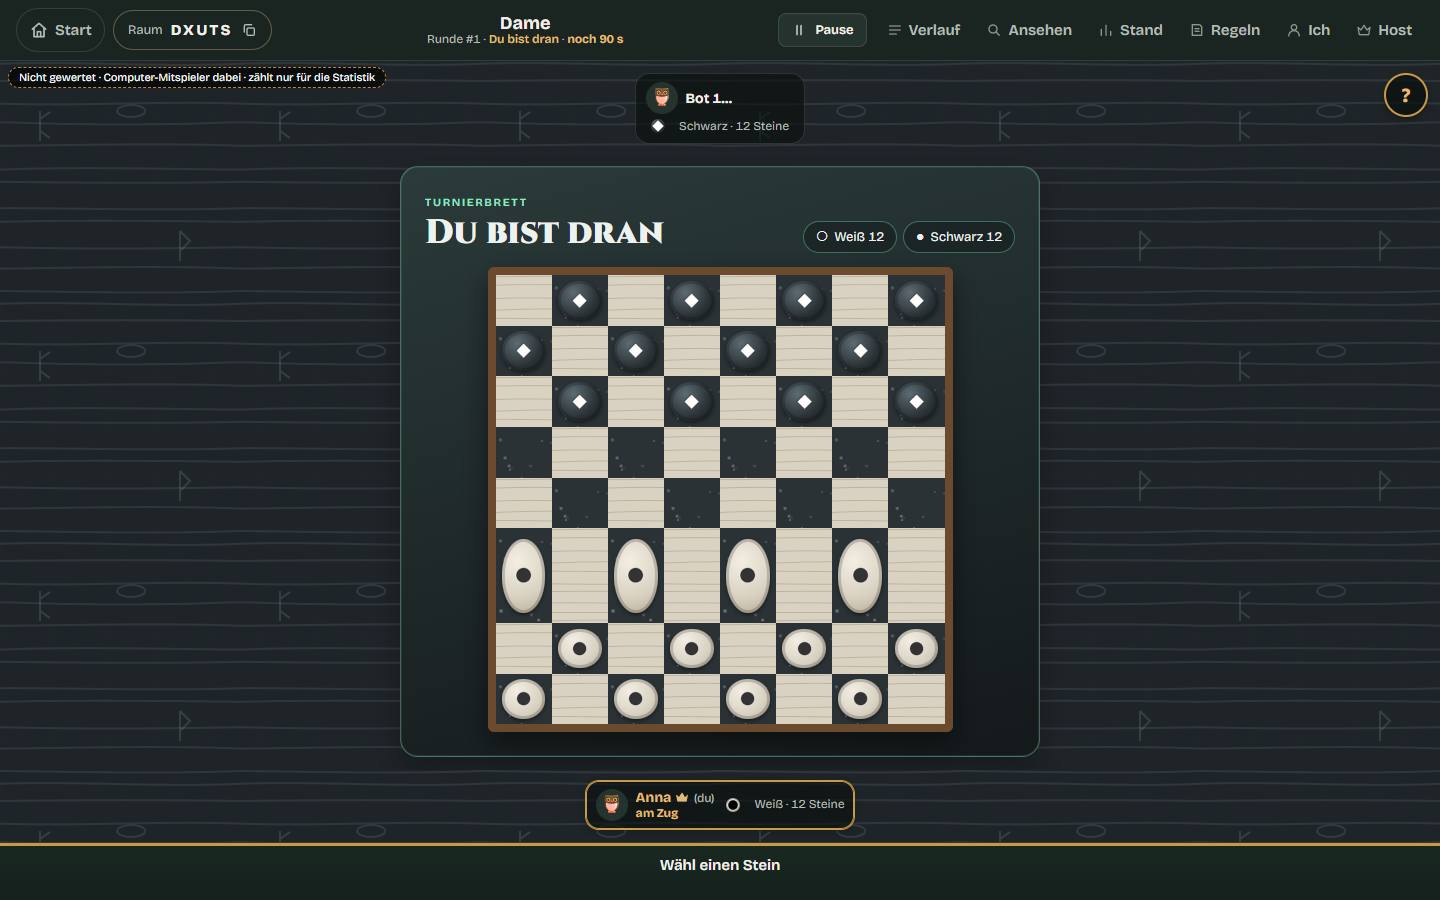 Start
Raum DXUTS
Dame
Runde #1 · Du bist dran · noch 90 s
Pause
Verlauf
Ansehen
Stand
Regeln
Ich
Host
Nicht gewertet · Computer-Mitspieler dabei · zählt nur für die Statistik
Bot 1...
Schwarz · 12 Steine
?
TURNIERBRETT
DU BIST DRAN
Weiß 12
Schwarz 12
Anna (du)
am Zug
Weiß · 12 Steine
Wähl einen Stein